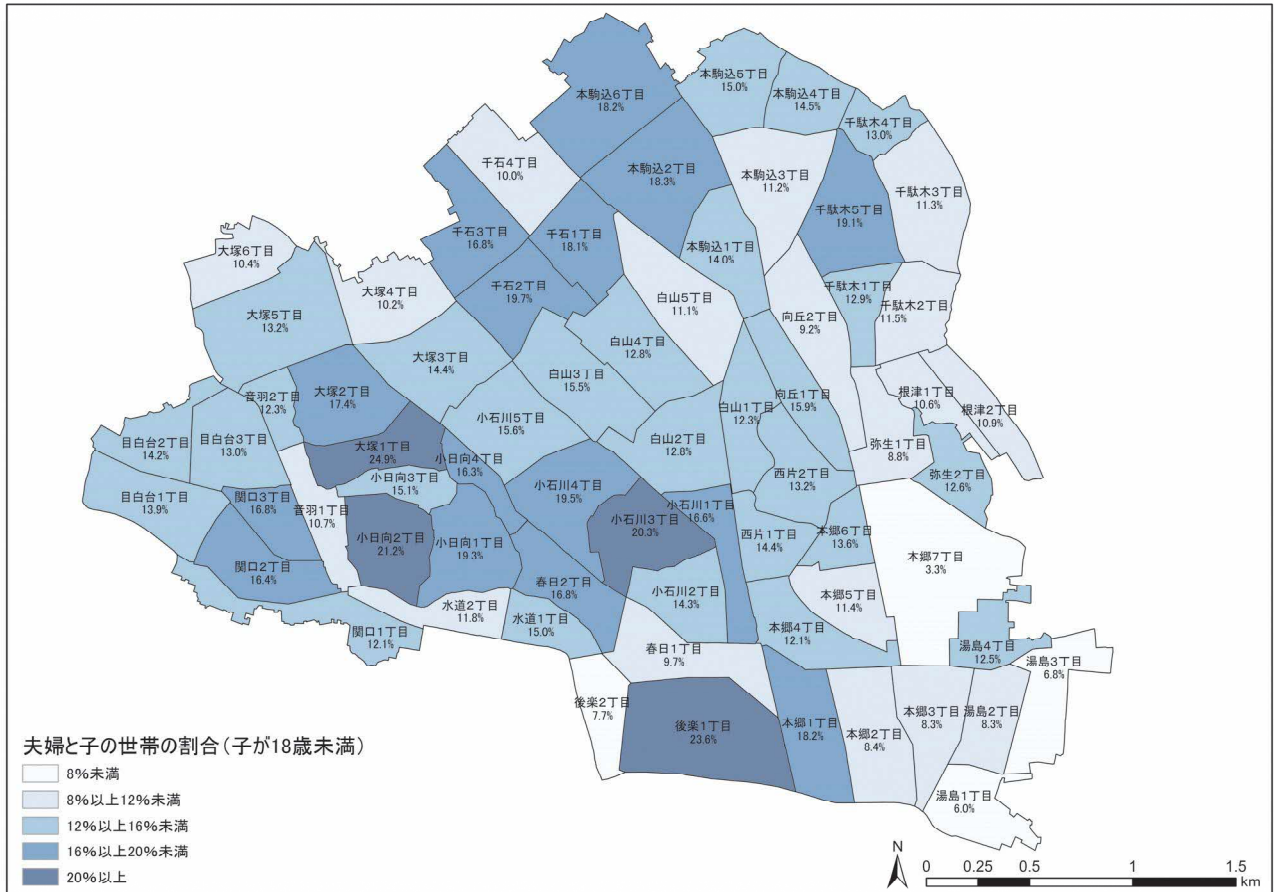 本駒込6丁目
18.2%
本駒込5丁目
15.0%
本駒込4丁目
14.5%
千駄木4丁目
13.0%
千石4丁目
10.0%
本駒込2丁目
18.3%
本駒込3丁目
11.2%
千駄木3丁目
11.3%
千駄木5丁目
19.1%
千石3丁目
16.8%
千石1丁目
18.1%
本駒込1丁目
14.0%
大塚6丁目
10.4%
大塚4丁目
10.2%
千石2丁目
19.7%
白山5丁目
11.1%
千駄木1丁目
12.9%
千駄木2丁目
11.5%
大塚5丁目
13.2%
向丘2丁目
9.2%
白山4丁目
12.8%
大塚3丁目
14.4%
白山3丁目
15.5%
大塚2丁目
17.4%
音羽2丁目
12.3%
向丘1丁目
15.9%
根津1丁目
10.6%
根津2丁目
10.9%
白山1丁目
12.3%
小石川5丁目
15.6%
目白台2丁目
14.2%
目白台3丁目
13.0%
大塚1丁目
24.9%
小日向4丁目
16.3%
白山2丁目
12.8%
弥生1丁目
8.8%
弥生2丁目
12.6%
西片2丁目
13.2%
小日向3丁目
15.1%
目白台1丁目
13.9%
関口3丁目
16.8%
音羽1丁目
10.7%
小石川4丁目
19.5%
小石川1丁目
16.6%
小石川3丁目
20.3%
小日向2丁目
21.2%
小日向1丁目
19.3%
西片1丁目
14.4%
本郷6丁目
13.6%
本郷7丁目
3.3%
関口2丁目
16.4%
春日2丁目
16.8%
小石川2丁目
14.3%
本郷5丁目
11.4%
水道2丁目
11.8%
水道1丁目
15.0%
関口1丁目
12.1%
本郷4丁目
12.1%
湯島4丁目
12.5%
湯島3丁目
6.8%
春日1丁目
9.7%
後楽2丁目
7.7%
後楽1丁目
23.6%
本郷1丁目
18.2%
本郷2丁目
8.4%
本郷3丁目
8.3%
湯島2丁目
8.3%
湯島1丁目
6.0%
夫婦と子の世帯の割合(子が18歳未満)
8%未満
8%以上12%未満
12%以上16%未満
16%以上20%未満
20%以上
N
0 0.25 0.5 1 1.5
km